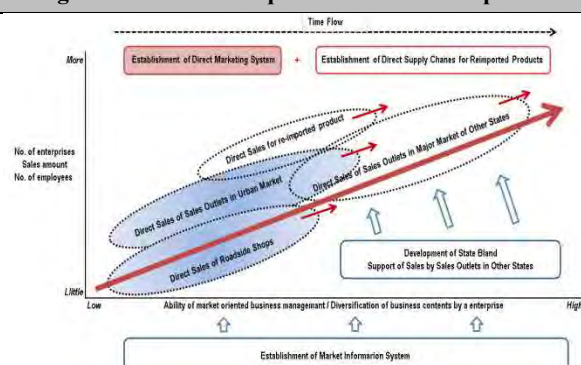 Time Flow
More
Establishment of Direct Marketing System
+
Establishment of Direct Supply Chanes for Reimported Products
No. of enterprises
Sales amount
No. of employees
Direct Sales for re-imported product
Direct Sales of Sales Outlets in Major Market of Other States
Direct Sales of Sales Outlets in Urban Market
Direct Sales of Roadside Shops
Development of State Bland
Support of Sales by Sales Outlets in Other States
Llittle
Low
Ability of market oriented business managemant / Diversification of business contents by a enterprise
High
Establishment of Market Informarion System